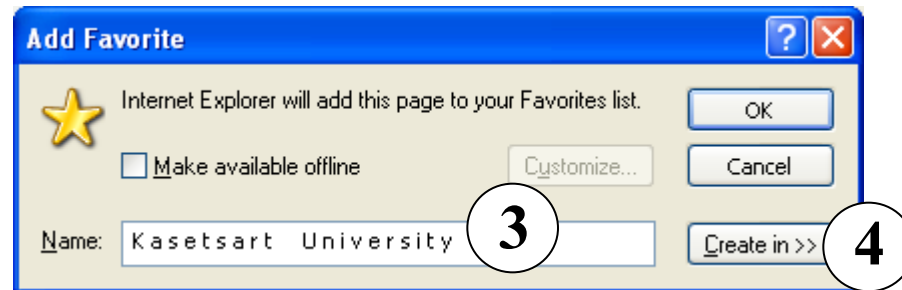 Add Favorite
Internet Explorer will add this page to your Favorites list.
OK
Make available offline
Customize...
Cancel
Name: Kasetsart University 3 Create in >> 4